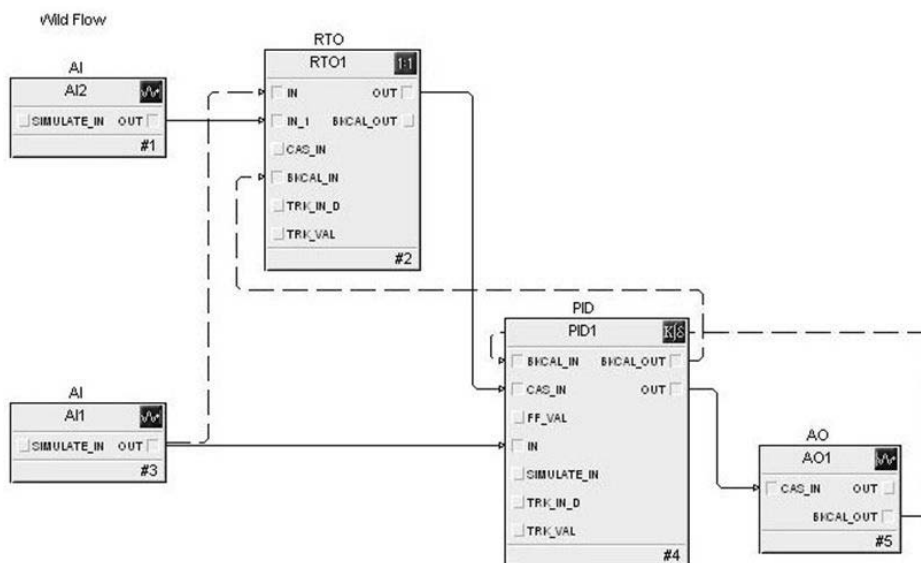 Wild Flow
AI
AI2
SIMULATE_IN OUT
#1
RTO
RTO1 1:1
IN OUT
IN_1 BKCAL_OUT
CAS_IN
BKCAL_IN
TRK_IN_D
TRK_VAL
#2
AI
AI1
SIMULATE_IN OUT
#3
PID
PID1
BKCAL_IN BKCAL_OUT
CAS_IN OUT
FF_VAL
IN
SIMULATE_IN
TRK_IN_D
TRK_VAL
#4
AO
AO1
CAS_IN OUT
BKCAL_OUT
#5